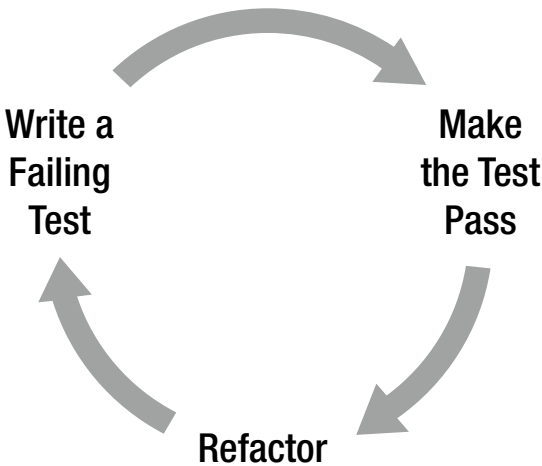 Write a
Failing
Test
Make
the Test
Pass
Refactor